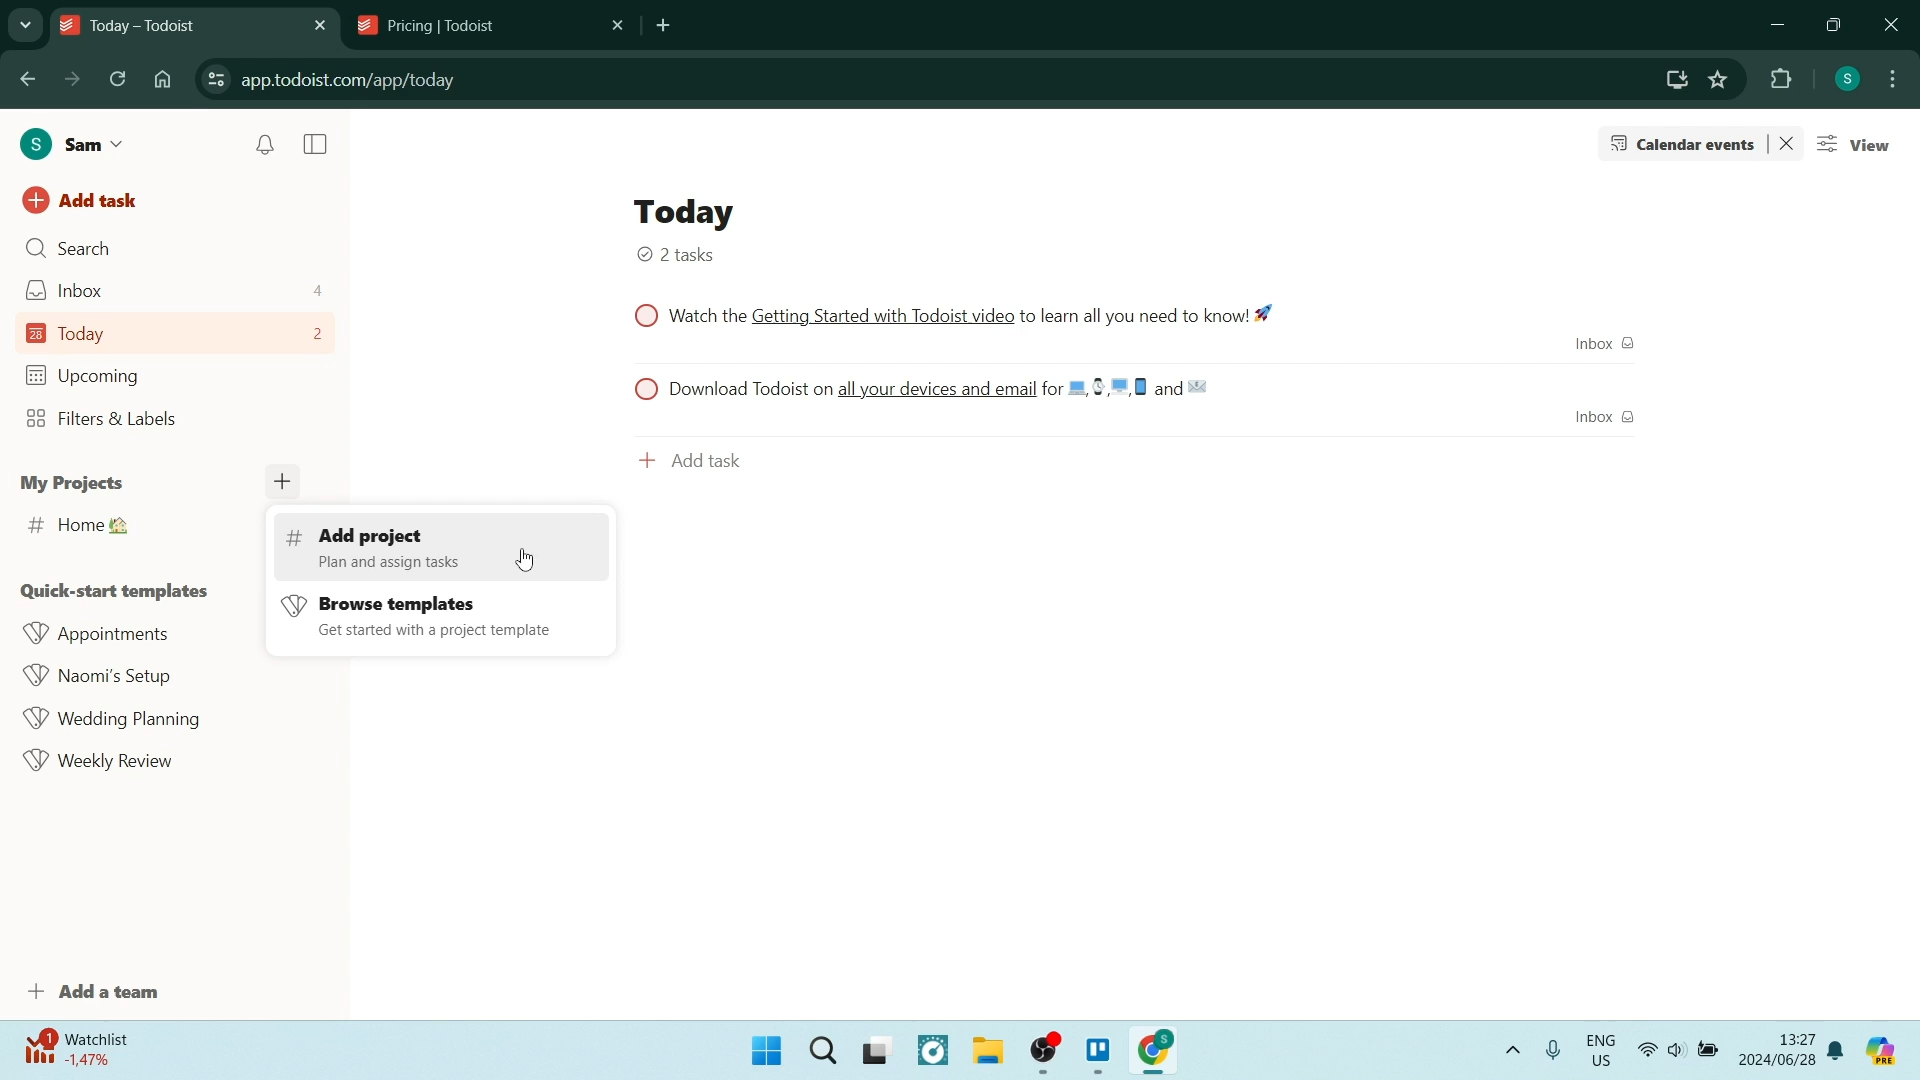 Today – Todoist
Pricing | Todoist
app.todoist.com/app/today
S
S
Sam
Calendar events
View
Add task
Search
Inbox 4
28 Today 2
Upcoming
Filters & Labels
My Projects
# Home
Today
2 tasks
Watch the Getting Started with Todoist video to learn all you need to know!
Inbox
Download Todoist on all your devices and email for , , , and
Inbox
Add task
# Add project
Plan and assign tasks
Browse templates
Get started with a project template
Quick-start templates
Appointments
Naomi's Setup
Wedding Planning
Weekly Review
Add a team
1
Watchlist
-1,47%
S
ENG
US
13:27
2024/06/28
PRE